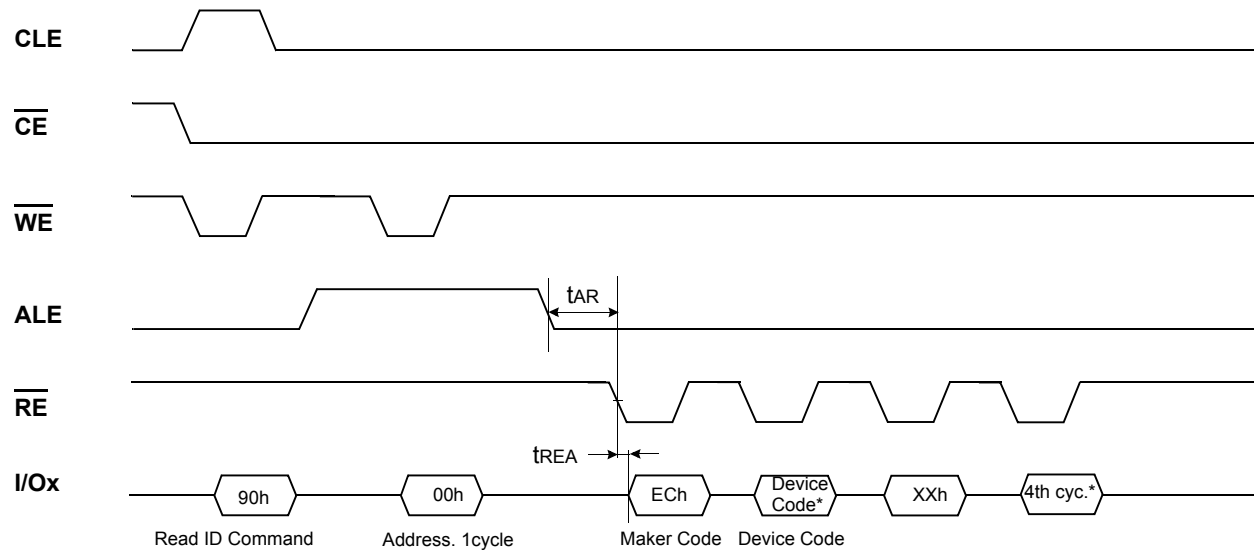 CLE
CE
WE
ALE
tAR
RE
tREA
I/Ox
90h
00h
ECh
Device
Code*
XXh
4th cyc.*
Read ID Command
Address. 1cycle
Maker Code
Device Code